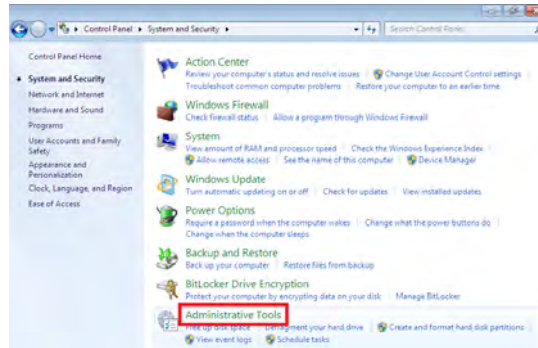 Control Panel ▸ System and Security ▸
Search Control Panel
Control Panel Home
System and Security
Network and Internet
Hardware and Sound
Programs
User Accounts and Family
Safety
Appearance and
Personalization
Clock, Language, and Region
Ease of Access
Action Center
Review your computer's status and resolve issues Change User Account Control settings
Troubleshoot common computer problems Restore your computer to an earlier time
Windows Firewall
Check firewall status Allow a program through Windows Firewall
System
View amount of RAM and processor speed Check the Windows Experience Index
Allow remote access See the name of this computer Device Manager
Windows Update
Turn automatic updating on or off Check for updates View installed updates
Power Options
Require a password when the computer wakes Change what the power buttons do
Change when the computer sleeps
Backup and Restore
Back up your computer Restore files from backup
BitLocker Drive Encryption
Protect your computer by encrypting data on your disk Manage BitLocker
Administrative Tools
Free up disk space Defragment your hard drive Create and format hard disk partitions
View event logs Schedule tasks